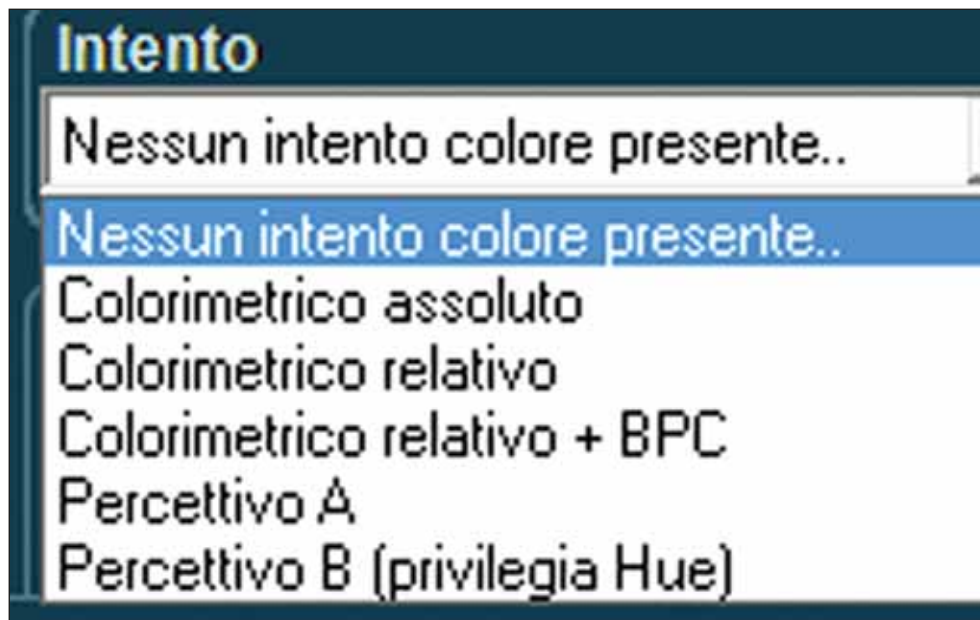 Intento
Nessun intento colore presente..
Nessun intento colore presente..
Colorimetrico assoluto
Colorimetrico relativo
Colorimetrico relativo + BPC
Percettivo A
Percettivo B (privilegia Hue)